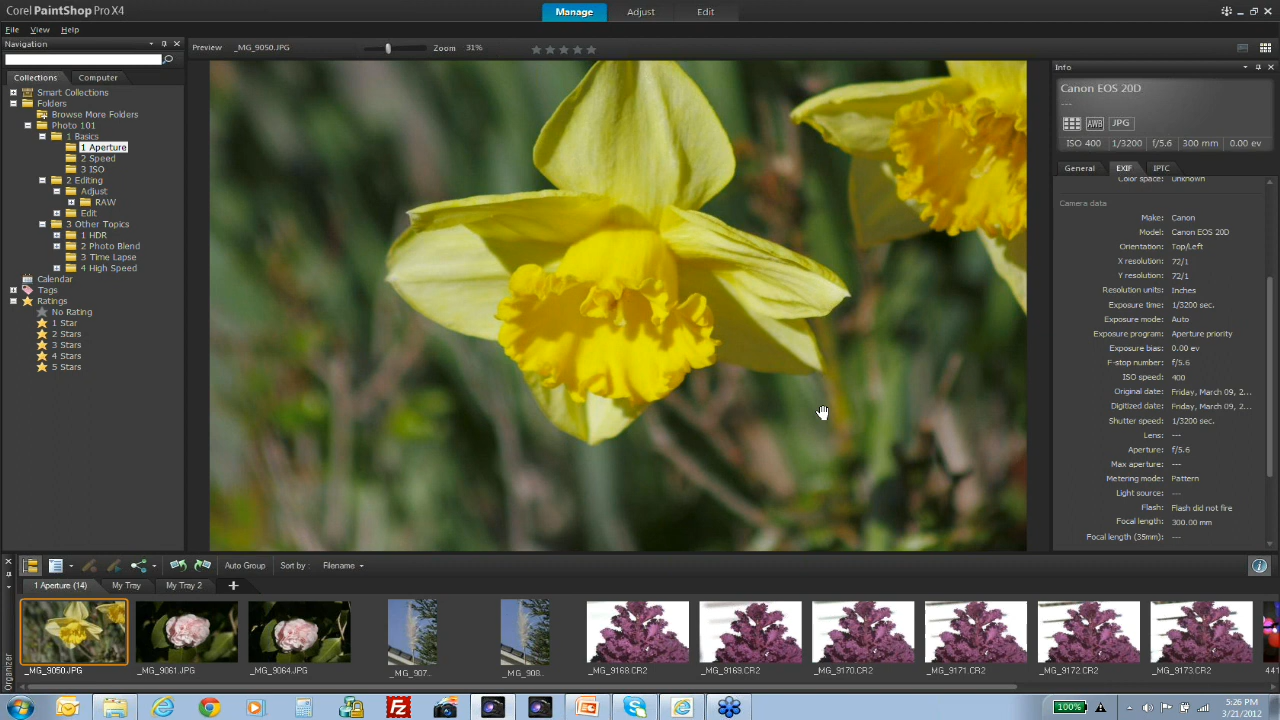 Corel PaintShop Pro X4
Manage Adjust Edit
File View Help
Navigation
Preview _MG_9050.JPG Zoom 31%
Info
Collections Computer
Smart Collections
Folders
Browse More Folders
Photo 101
1 Basics
1 Aperture
2 Speed
3 ISO
2 Editing
Adjust
RAW
Edit
3 Other Topics
1 HDR
2 Photo Blend
3 Time Lapse
4 High Speed
Calendar
Tags
Ratings
No Rating
1 Star
2 Stars
3 Stars
4 Stars
5 Stars
Canon EOS 20D
---
AWB JPG
ISO 400 1/3200 f/5.6 300 mm 0.00 ev
General EXIF IPTC
Color space: Unknown
Camera data
Make: Canon
Model: Canon EOS 20D
Orientation: Top/Left
X resolution: 72/1
Y resolution: 72/1
Resolution units: Inches
Exposure time: 1/3200 sec.
Exposure mode: Auto
Exposure program: Aperture priority
Exposure bias: 0.00 ev
F-stop number: f/5.6
ISO speed: 400
Original date: Friday, March 09, 2...
Digitized date: Friday, March 09, 2...
Shutter speed: 1/3200 sec.
Lens: ---
Aperture: f/5.6
Max aperture: ---
Metering mode: Pattern
Light source: ---
Flash: Flash did not fire
Focal length: 300.00 mm
Focal length (35mm): ---
Auto Group Sort by: Filename
1 Aperture (14) My Tray My Tray 2
Organizer
_MG_9050.JPG _MG_9061.JPG _MG_9064.JPG _MG_907... _MG_908... _MG_9168.CR2 _MG_9169.CR2 _MG_9170.CR2 _MG_9171.CR2 _MG_9172.CR2 _MG_9173.CR2 441
Fz
100%
5:26 PM
3/21/2012